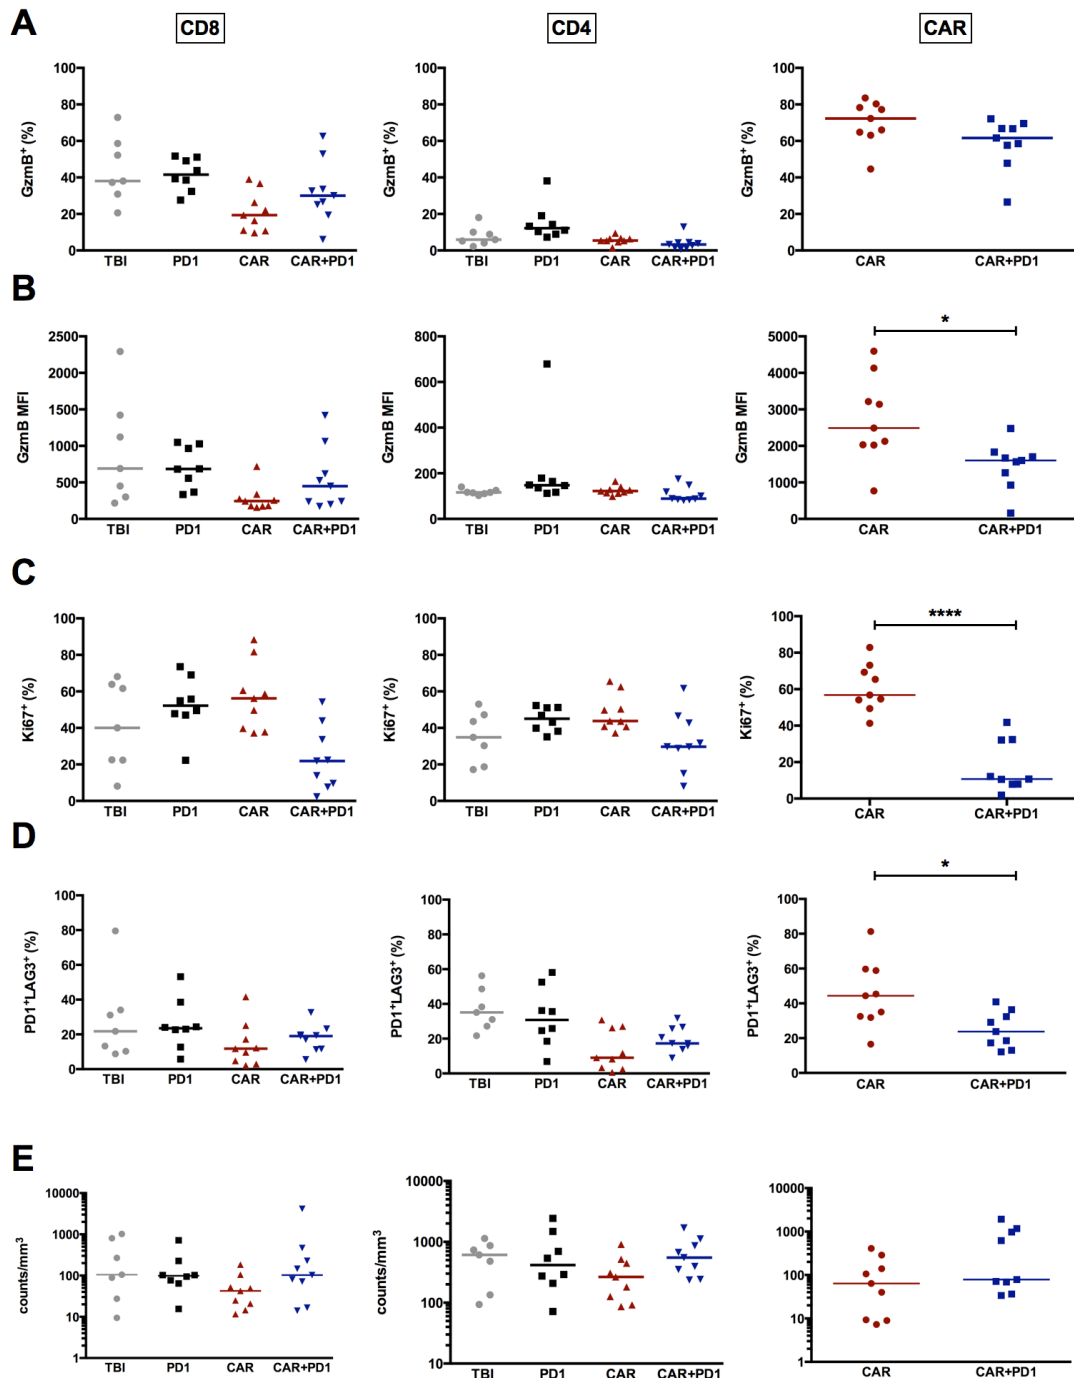 A
CD8
CD4
CAR
GzmB+ (%)
100
80
60
40
20
0
TBI PD1 CAR CAR+PD1
GzmB+ (%)
100
80
60
40
20
0
TBI PD1 CAR CAR+PD1
GzmB+ (%)
100
80
60
40
20
0
CAR CAR+PD1
B
GzmB MFI
2500
2000
1500
1000
500
0
TBI PD1 CAR CAR+PD1
GzmB MFI
800
600
400
200
0
TBI PD1 CAR CAR+PD1
GzmB MFI
5000
4000
3000
2000
1000
0
*
CAR CAR+PD1
C
Ki67+ (%)
100
80
60
40
20
0
TBI PD1 CAR CAR+PD1
Ki67+ (%)
100
80
60
40
20
0
TBI PD1 CAR CAR+PD1
Ki67+ (%)
100
80
60
40
20
0
****
CAR CAR+PD1
D
PD1+LAG3+ (%)
100
80
60
40
20
0
TBI PD1 CAR CAR+PD1
PD1+LAG3+ (%)
100
80
60
40
20
0
TBI PD1 CAR CAR+PD1
PD1+LAG3+ (%)
100
80
60
40
20
0
*
CAR CAR+PD1
E
counts/mm3
10000
1000
100
10
1
TBI PD1 CAR CAR+PD1
counts/mm3
10000
1000
100
10
TBI PD1 CAR CAR+PD1
counts/mm3
10000
1000
100
10
1
CAR CAR+PD1